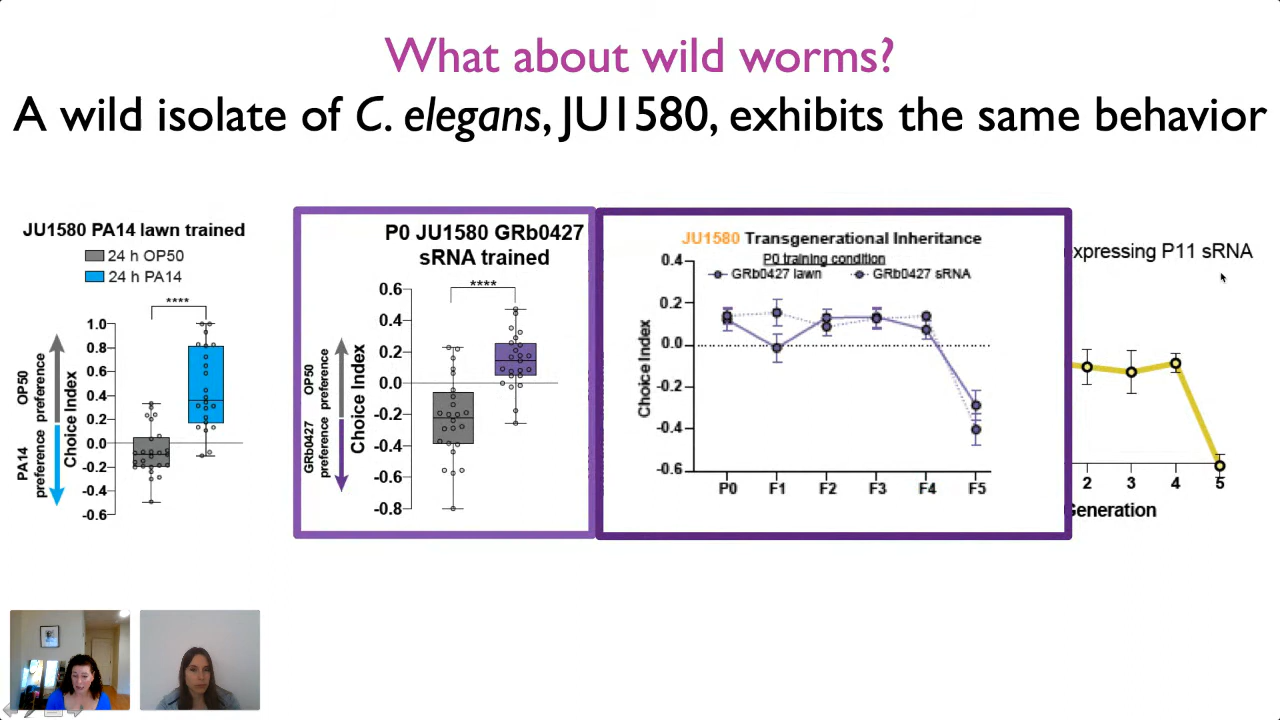 What about wild worms?
A wild isolate of C. elegans, JU1580, exhibits the same behavior
JU1580 PA14 lawn trained
24 h OP50
24 h PA14
****
1.0
0.8
0.6
0.4
0.2
0.0
-0.2
-0.4
-0.6
OP50
preference
PA14
preference
Choice Index
P0 JU1580 GRb0427
sRNA trained
****
0.6
0.4
0.2
0.0
-0.2
-0.4
-0.6
-0.8
OP50
preference
GRb0427
preference
Choice Index
JU1580 Transgenerational Inheritance
P0 training condition
GRb0427 lawn
GRb0427 sRNA
0.4
0.2
0.0
-0.2
-0.4
-0.6
Choice Index
P0 F1 F2 F3 F4 F5
expressing P11 sRNA
2 3 4 5
Generation